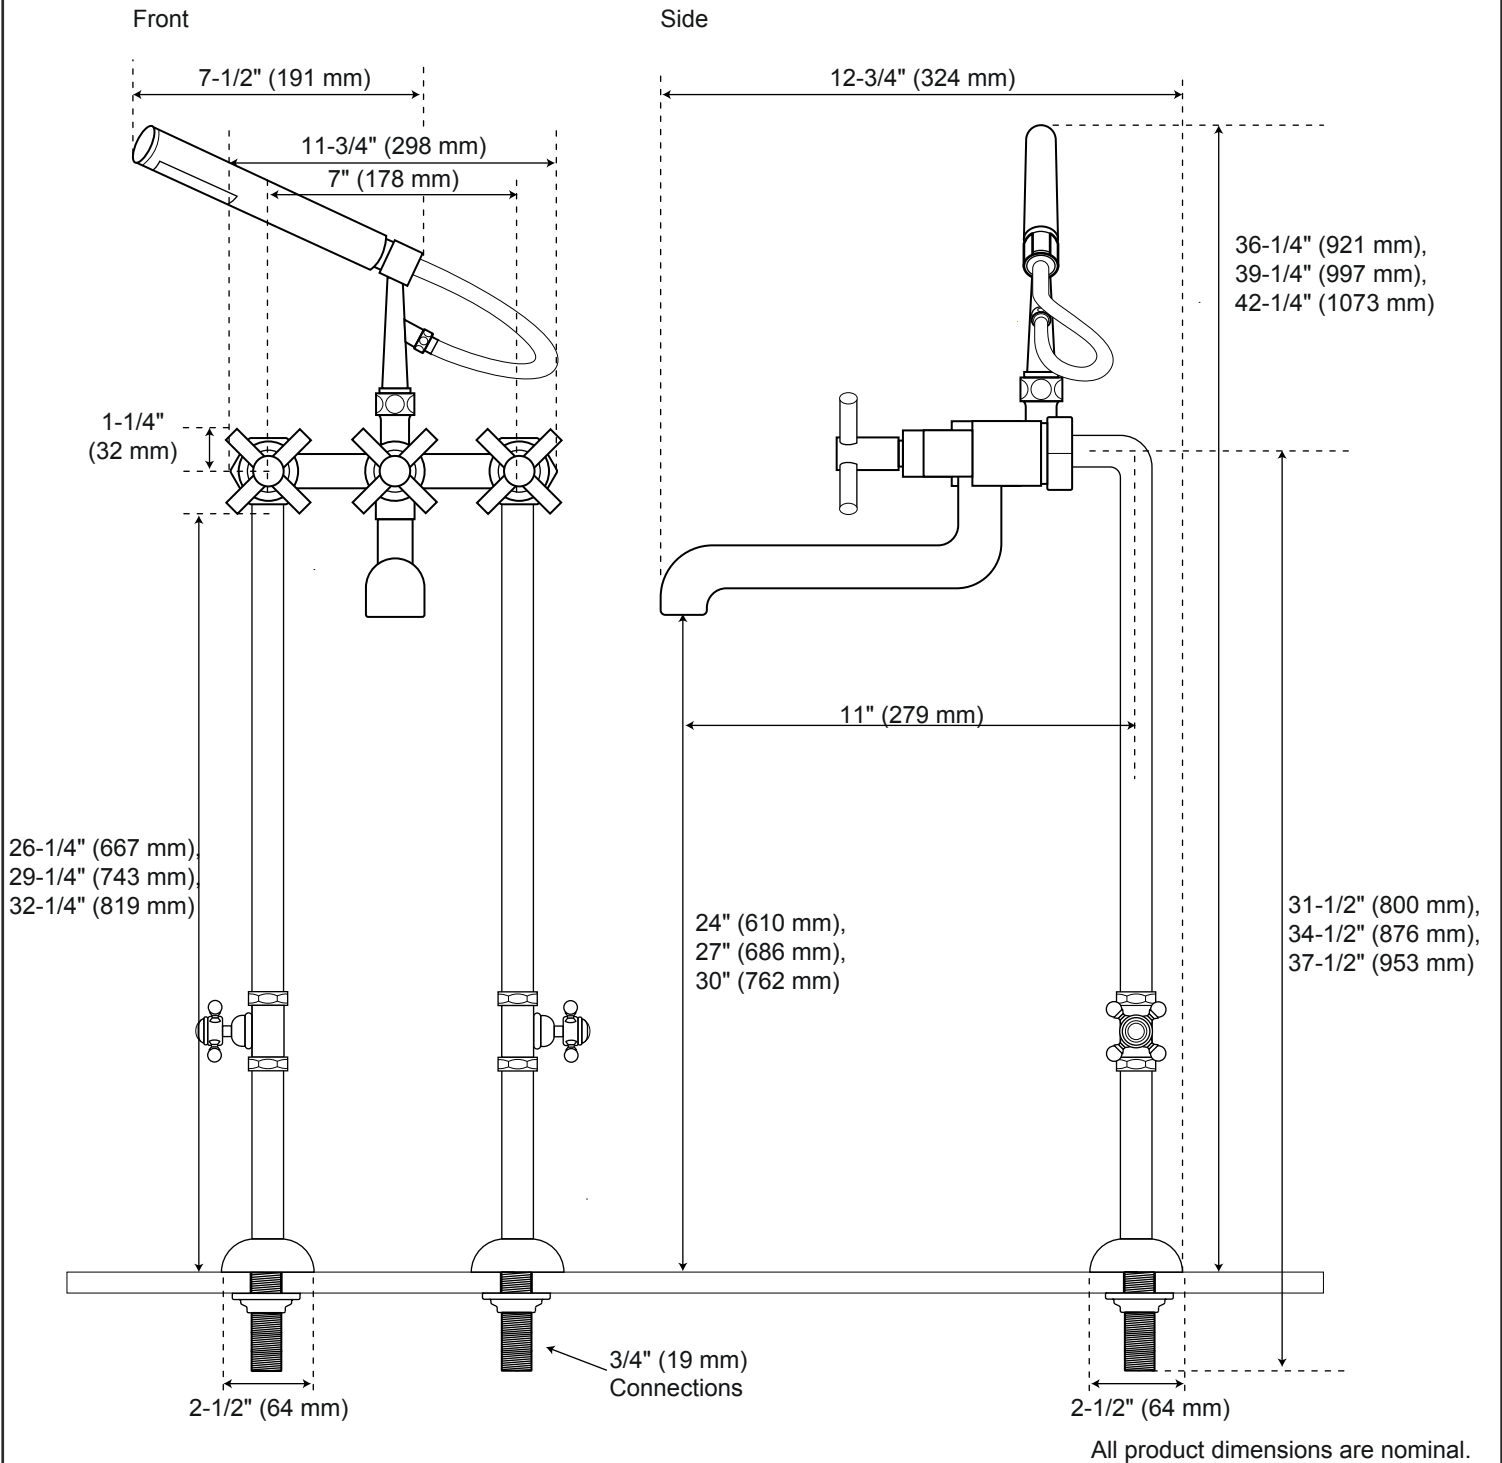 Front
Side
7-1/2" (191 mm)
12-3/4" (324 mm)
11-3/4" (298 mm)
7" (178 mm)
36-1/4" (921 mm),
39-1/4" (997 mm),
42-1/4" (1073 mm)
1-1/4"
(32 mm)
11" (279 mm)
26-1/4" (667 mm),
29-1/4" (743 mm),
32-1/4" (819 mm)
24" (610 mm),
27" (686 mm),
30" (762 mm)
31-1/2" (800 mm),
34-1/2" (876 mm),
37-1/2" (953 mm)
3/4" (19 mm)
Connections
2-1/2" (64 mm)
2-1/2" (64 mm)
All product dimensions are nominal.